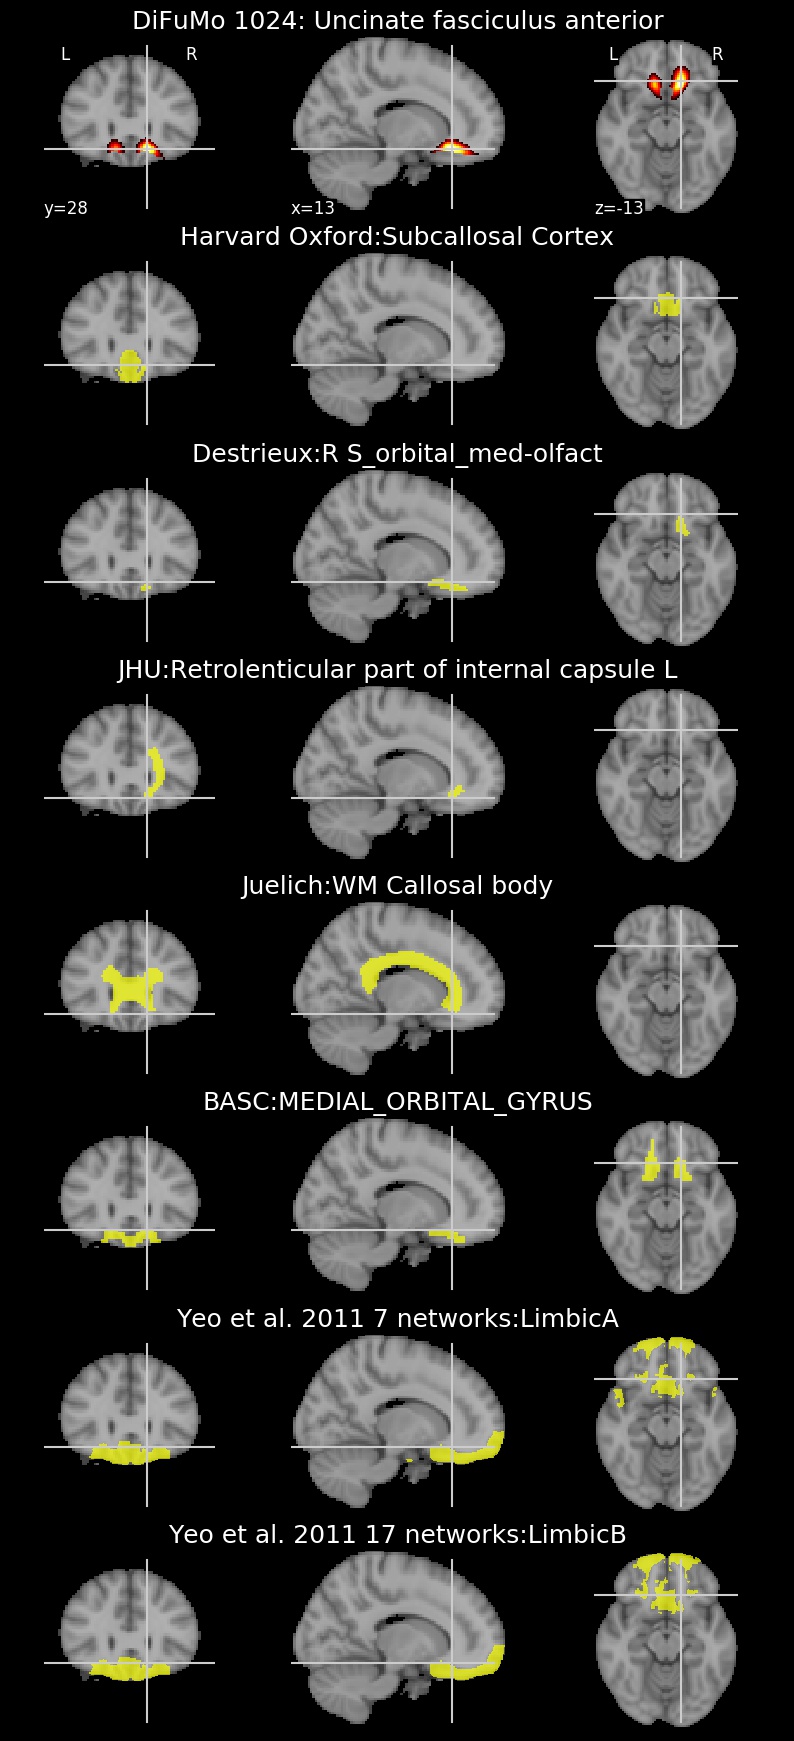 DiFuMo 1024: Uncinate fasciculus anterior
L R L R
y=28 x=13 z=-13
Harvard Oxford:Subcallosal Cortex
Destrieux:R S_orbital_med-olfact
JHU:Retrolenticular part of internal capsule L
Juelich:WM Callosal body
BASC:MEDIAL_ORBITAL_GYRUS
Yeo et al. 2011 7 networks:LimbicA
Yeo et al. 2011 17 networks:LimbicB